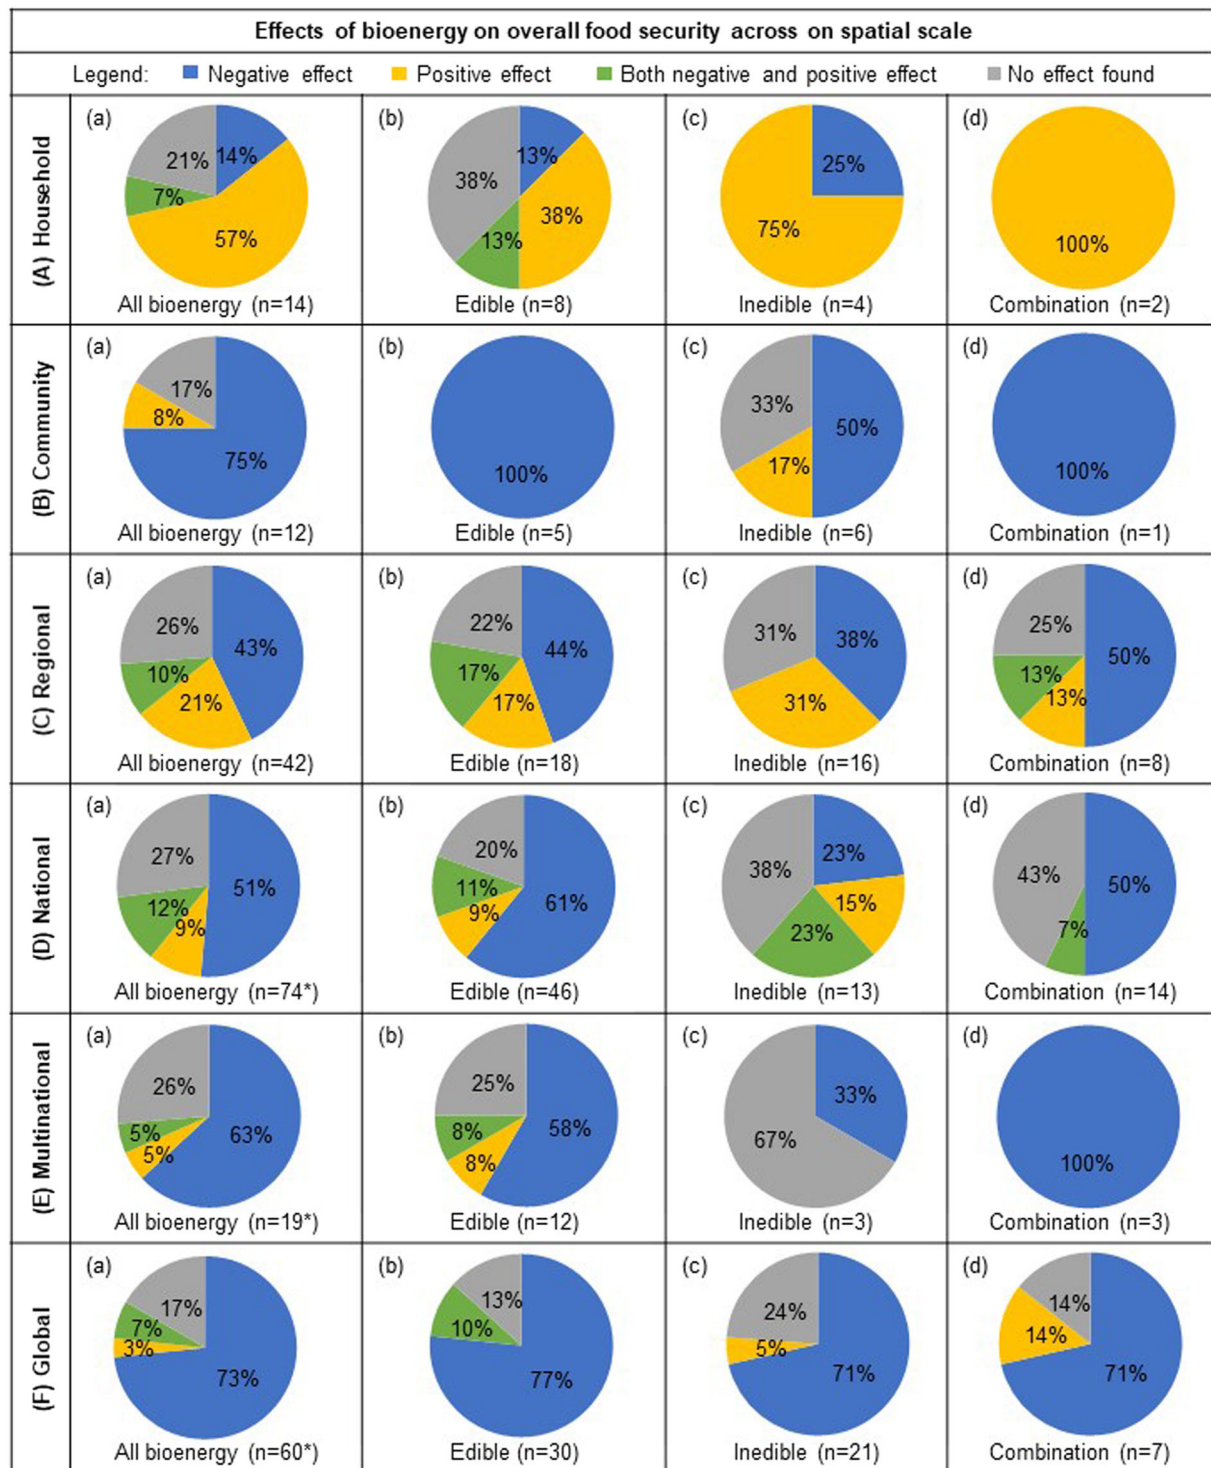 Effects of bioenergy on overall food security across on spatial scale
Legend: Negative effect Positive effect Both negative and positive effect No effect found
(A) Household
(a)
21%
14%
7%
57%
All bioenergy (n=14)
(b)
38%
13%
38%
13%
Edible (n=8)
(c)
25%
75%
Inedible (n=4)
(d)
100%
Combination (n=2)
(B) Community
(a)
17%
8%
75%
All bioenergy (n=12)
(b)
100%
Edible (n=5)
(c)
33%
50%
17%
Inedible (n=6)
(d)
100%
Combination (n=1)
(C) Regional
(a)
26%
43%
10%
21%
All bioenergy (n=42)
(b)
22%
44%
17%
17%
Edible (n=18)
(c)
31%
38%
31%
Inedible (n=16)
(d)
25%
50%
13%
13%
Combination (n=8)
(D) National
(a)
27%
51%
12%
9%
All bioenergy (n=74*)
(b)
20%
11%
61%
9%
Edible (n=46)
(c)
23%
38%
15%
23%
Inedible (n=13)
(d)
43%
50%
7%
Combination (n=14)
(E) Multinational
(a)
26%
63%
5%
5%
All bioenergy (n=19*)
(b)
25%
58%
8%
8%
Edible (n=12)
(c)
33%
67%
Inedible (n=3)
(d)
100%
Combination (n=3)
(F) Global
(a)
17%
7%
3%
73%
All bioenergy (n=60*)
(b)
13%
10%
77%
Edible (n=30)
(c)
24%
5%
71%
Inedible (n=21)
(d)
14%
14%
71%
Combination (n=7)